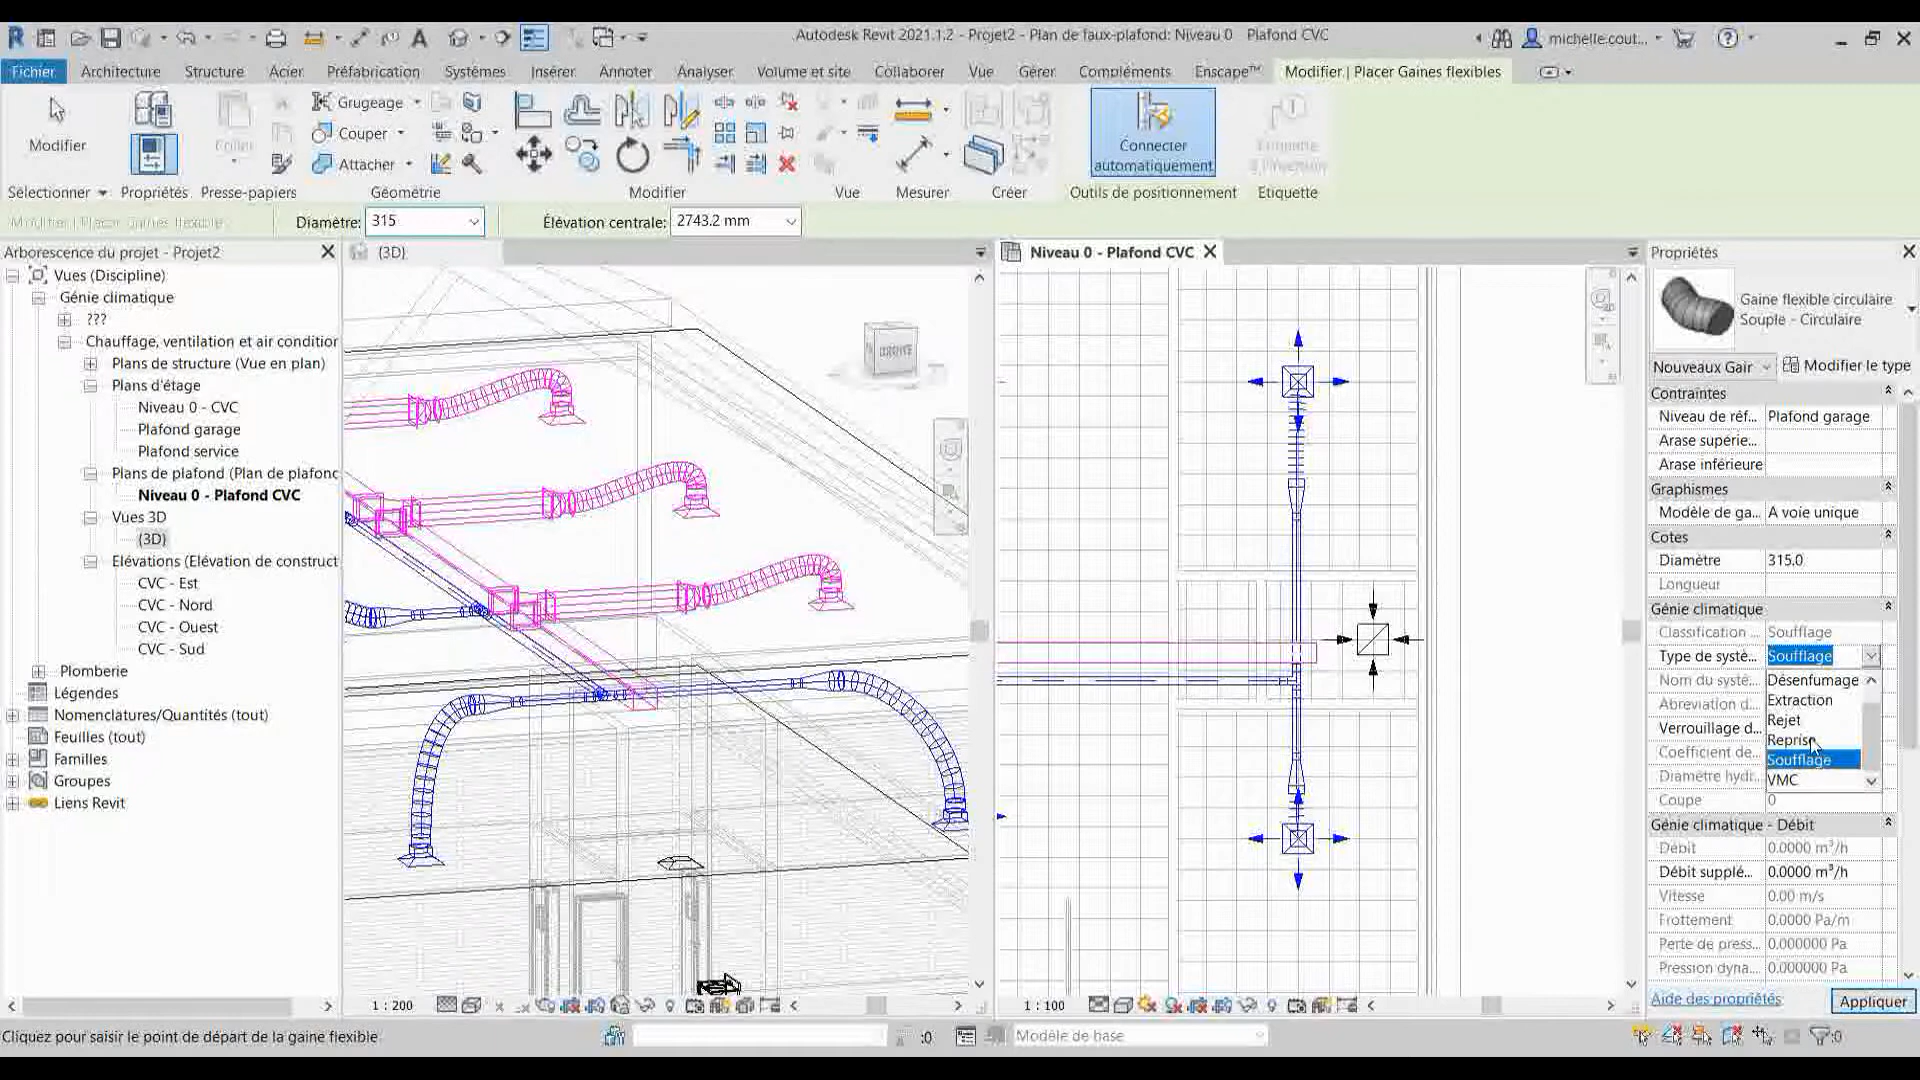 Autodesk Revit 2021.1.2 - Projet2 - Plan de faux-plafond: Niveau 0 Plafond CVC
michelle.cout...
Fichier Architecture Structure Acier Préfabrication Systèmes Insérer Annoter Analyser Volume et site Collaborer Vue Gérer Compléments Enscape™ Modifier | Placer Gaines flexibles
Grugeage
Couper
Attacher
Modifier
Coller
Connecter
automatiquement
Etiquette
Sélectionner Propriétés Presse-papiers Géométrie Modifier Vue Mesurer Créer Outils de positionnement Etiquette
Modifier | Placer Gaines flexibles
Diamètre: 315
Élévation centrale: 2743.2 mm
Arborescence du projet - Projet2
Vues (Discipline)
Génie climatique
???
Chauffage, ventilation et air condition
Plans de structure (Vue en plan)
Plans d'étage
Niveau 0 - CVC
Plafond garage
Plafond service
Plans de plafond (Plan de plafond
Niveau 0 - Plafond CVC
Vues 3D
(3D)
Elévations (Elévation de construct
CVC - Est
CVC - Nord
CVC - Ouest
CVC - Sud
Plomberie
Légendes
Nomenclatures/Quantités (tout)
Feuilles (tout)
Familles
Groupes
Liens Revit
(3D)
DROITE
1 : 200
Niveau 0 - Plafond CVC
1 : 100
Propriétés
Gaine flexible circulaire
Souple - Circulaire
Nouveaux Gair
Modifier le type
Contraintes
Niveau de réf... Plafond garage
Arase supérie...
Arase inférieure
Graphismes
Modèle de ga... A voie unique
Cotes
Diamètre 315.0
Longueur
Génie climatique
Classification ... Soufflage
Type de systè... Soufflage
Nom du systé... Désenfumage
Abreviation d... Extraction
Rejet
Verrouillage d... Reprise
Coefficient de... Soufflage
Diamètre hydr... VMC
Coupe 0
Génie climatique - Débit
Débit 0.0000 m³/h
Débit supplé... 0.0000 m³/h
Vitesse 0.00 m/s
Frottement 0.0000 Pa/m
Perte de press... 0.000000 Pa
Pression dyna... 0.000000 Pa
Aide des propriétés
Appliquer
Cliquez pour saisir le point de départ de la gaine flexible
:0
Modèle de base
:0